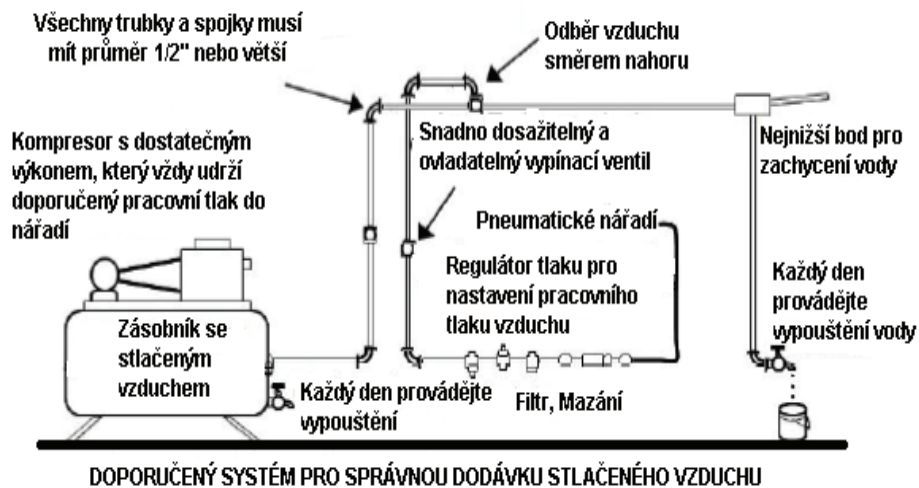 Všechny trubky a spojky musí
mít průměr 1/2" nebo větší
Odběr vzduchu
směrem nahoru
Kompresor s dostatečným
výkonem, který vždy udrží
doporučený pracovní tlak do
nářadí
Snadno dosažitelný a
ovladatelný vypínací ventil
Nejnižší bod pro
zachycení vody
Pneumatické nářadí
Regulátor tlaku pro
nastavení pracovního
tlaku vzduchu
Každý den
provádějte
vypouštění vody
Zásobník se
stlačeným
vzduchem
Každý den provádějte
vypouštění
Filtr, Mazání
DOPORUČENÝ SYSTÉM PRO SPRÁVNOU DODÁVKU STLAČENÉHO VZDUCHU